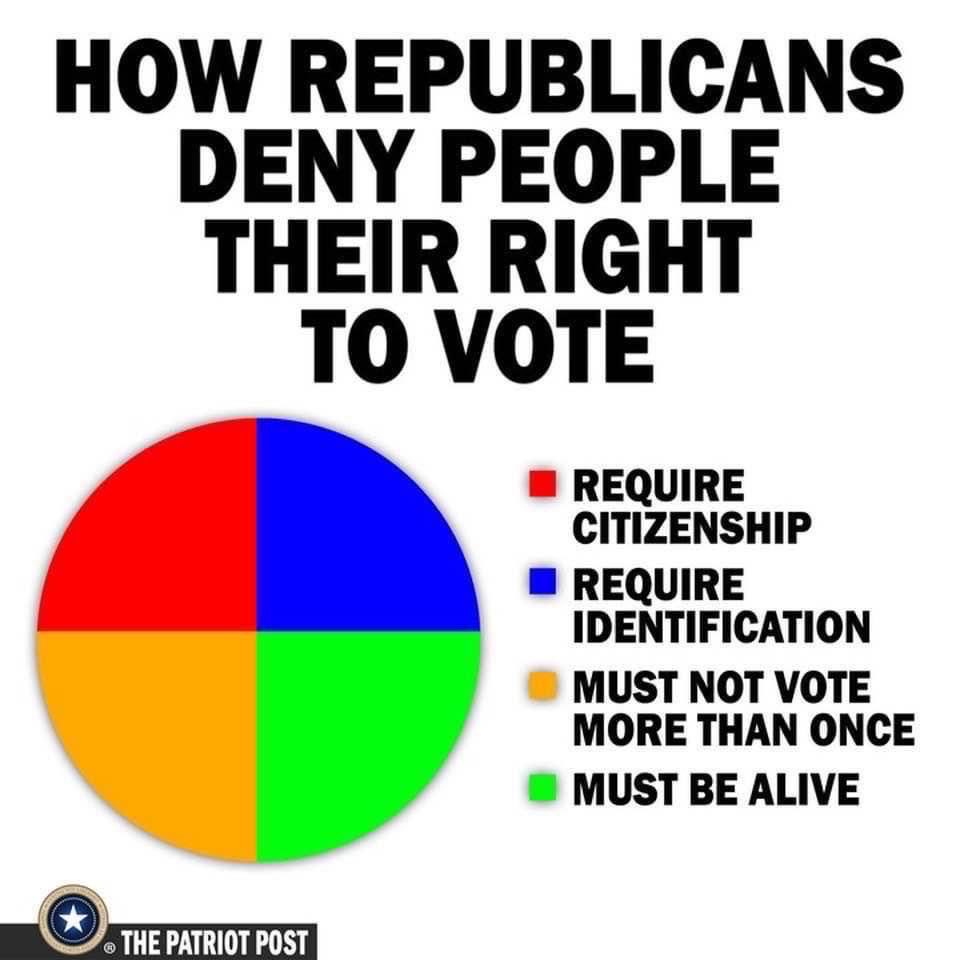 HOW REPUBLICANS
DENY PEOPLE
THEIR RIGHT
TO VOTE
REQUIRE
CITIZENSHIP
REQUIRE
IDENTIFICATION
MUST NOT VOTE
MORE THAN ONCE
MUST BE ALIVE
® THE PATRIOT POST